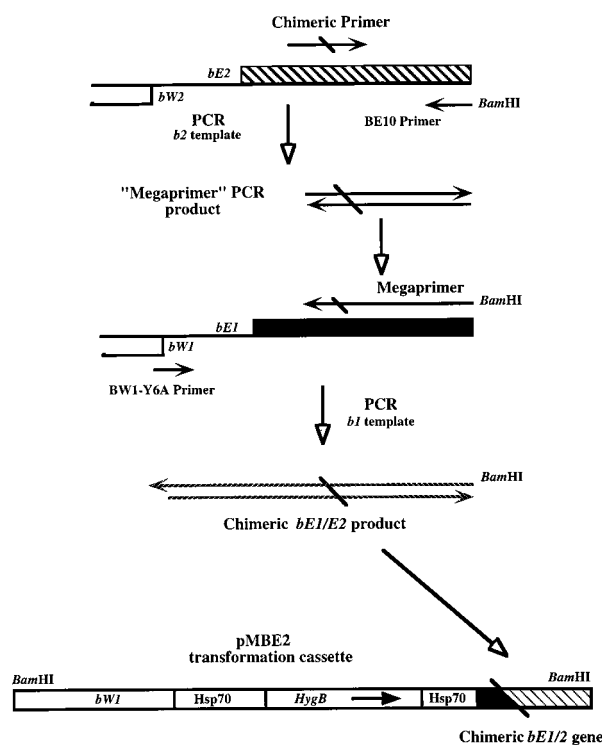 Chimeric Primer
bE2
bW2
BamHI
BE10 Primer
PCR
b2 template
"Megaprimer" PCR
product
Megaprimer
BamHI
bE1
bW1
BW1-Y6A Primer
PCR
b1 template
BamHI
Chimeric bE1/E2 product
pMBE2
transformation cassette
BamHI
BamHI
bW1
Hsp70
HygB
Hsp70
Chimeric bE1/2 gene